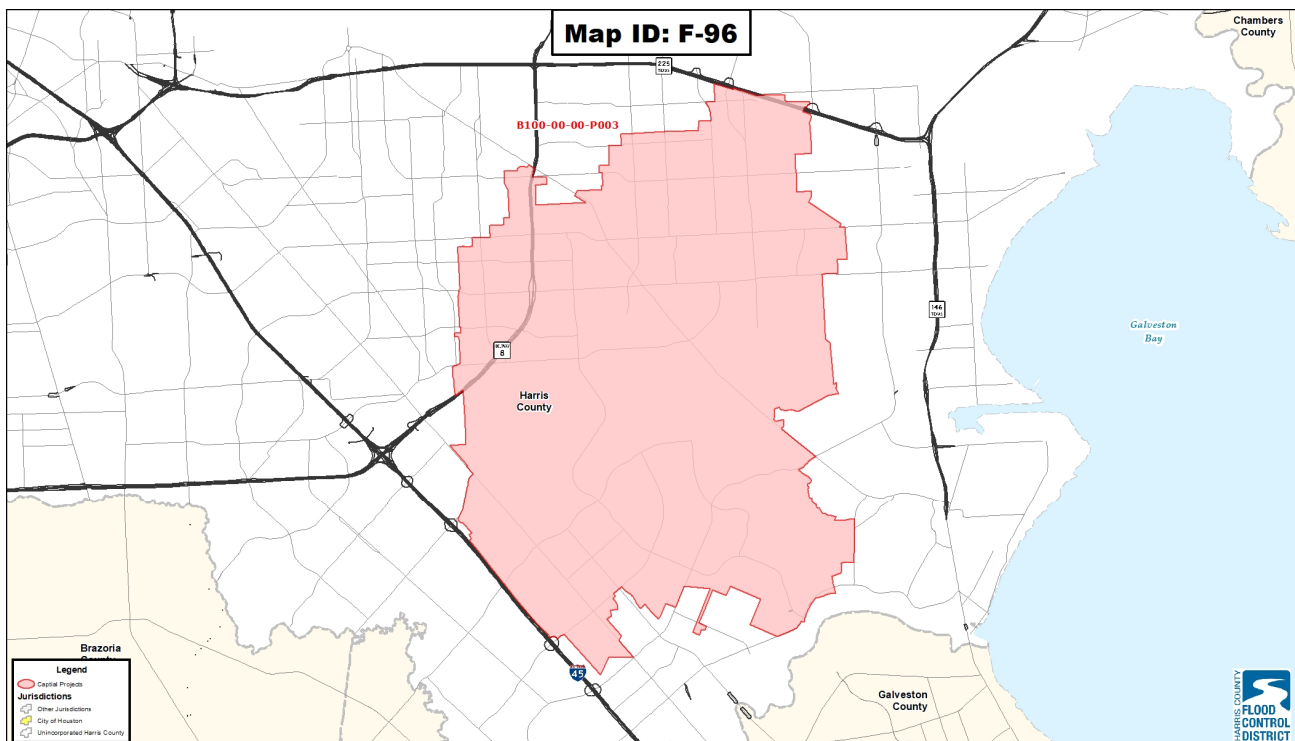 Map ID: F-96
Chambers
County
225
B100-00-00-P003
146
Galveston
Bay
8
Harris
County
Brazoria
45
Galveston
County
Legend
Captial Projects
Jurisdictions
Other Jurisdictions
City of Houston
Unincorporated Harris County
HARRIS COUNTY
FLOOD
CONTROL
DISTRICT